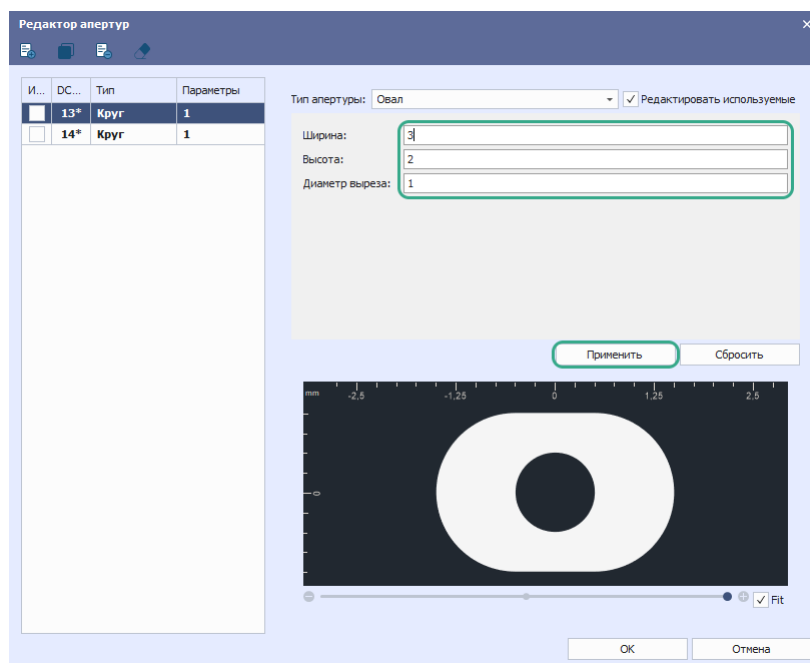 Редактор апертур
И... DC... Тип Параметры
13* Круг 1
14* Круг 1
Тип апертуры: Овал Редактировать используемые
Ширина: 3
Высота: 2
Диаметр выреза: 1
Применить Сбросить
mm -2,5 -1,25 0 1,25 2,5
0
Fit
OK Отмена